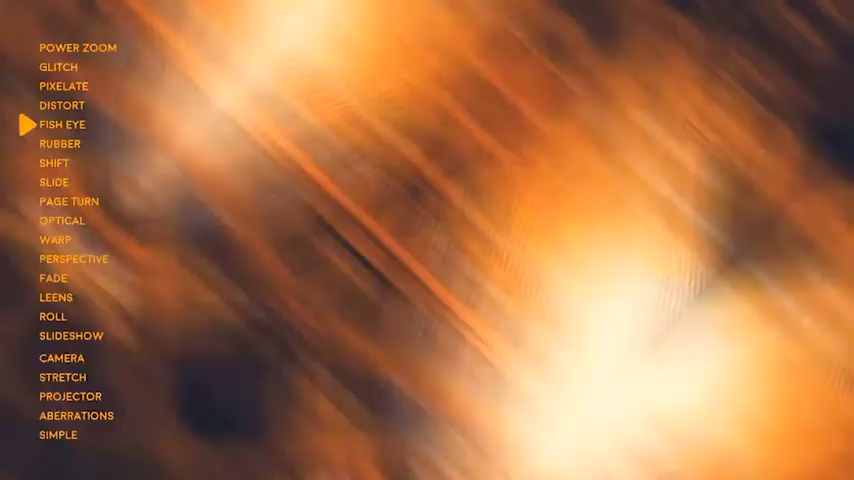 POWER ZOOM
GLITCH
PIXELATE
DISTORT
FISH EYE
RUBBER
SHIFT
SLIDE
PAGE TURN
OPTICAL
WARP
PERSPECTIVE
FADE
LEENS
ROLL
SLIDESHOW
CAMERA
STRETCH
PROJECTOR
ABERRATIONS
SIMPLE